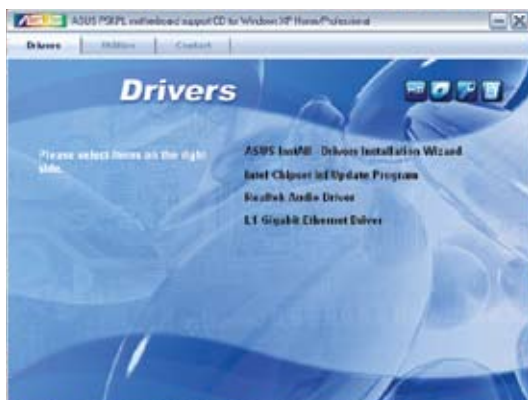 ASUS P5KPL motherboard support CD for Windows XP Home/Professional
Drivers Utilities Contact
Drivers
Please select items on the right
side.
ASUS InstAll - Drivers Installation Wizard
Intel Chipset Inf Update Program
Realtek Audio Driver
L1 Gigabit Ethernet Driver